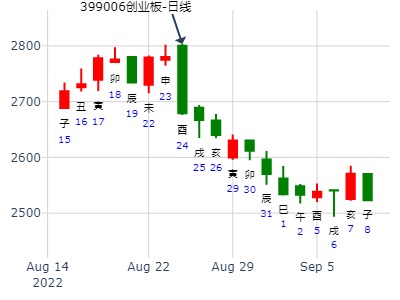 399006创业板-日线
2800
2700
2600
2500
子
15
丑
16
寅
17
卯
18
辰
19
未
22
申
23
酉
24
戌
25
亥
26
寅
29
卯
30
辰
31
巳
1
午
2
酉
5
戌
6
亥
7
子
8
Aug 14
2022
Aug 22
Aug 29
Sep 5